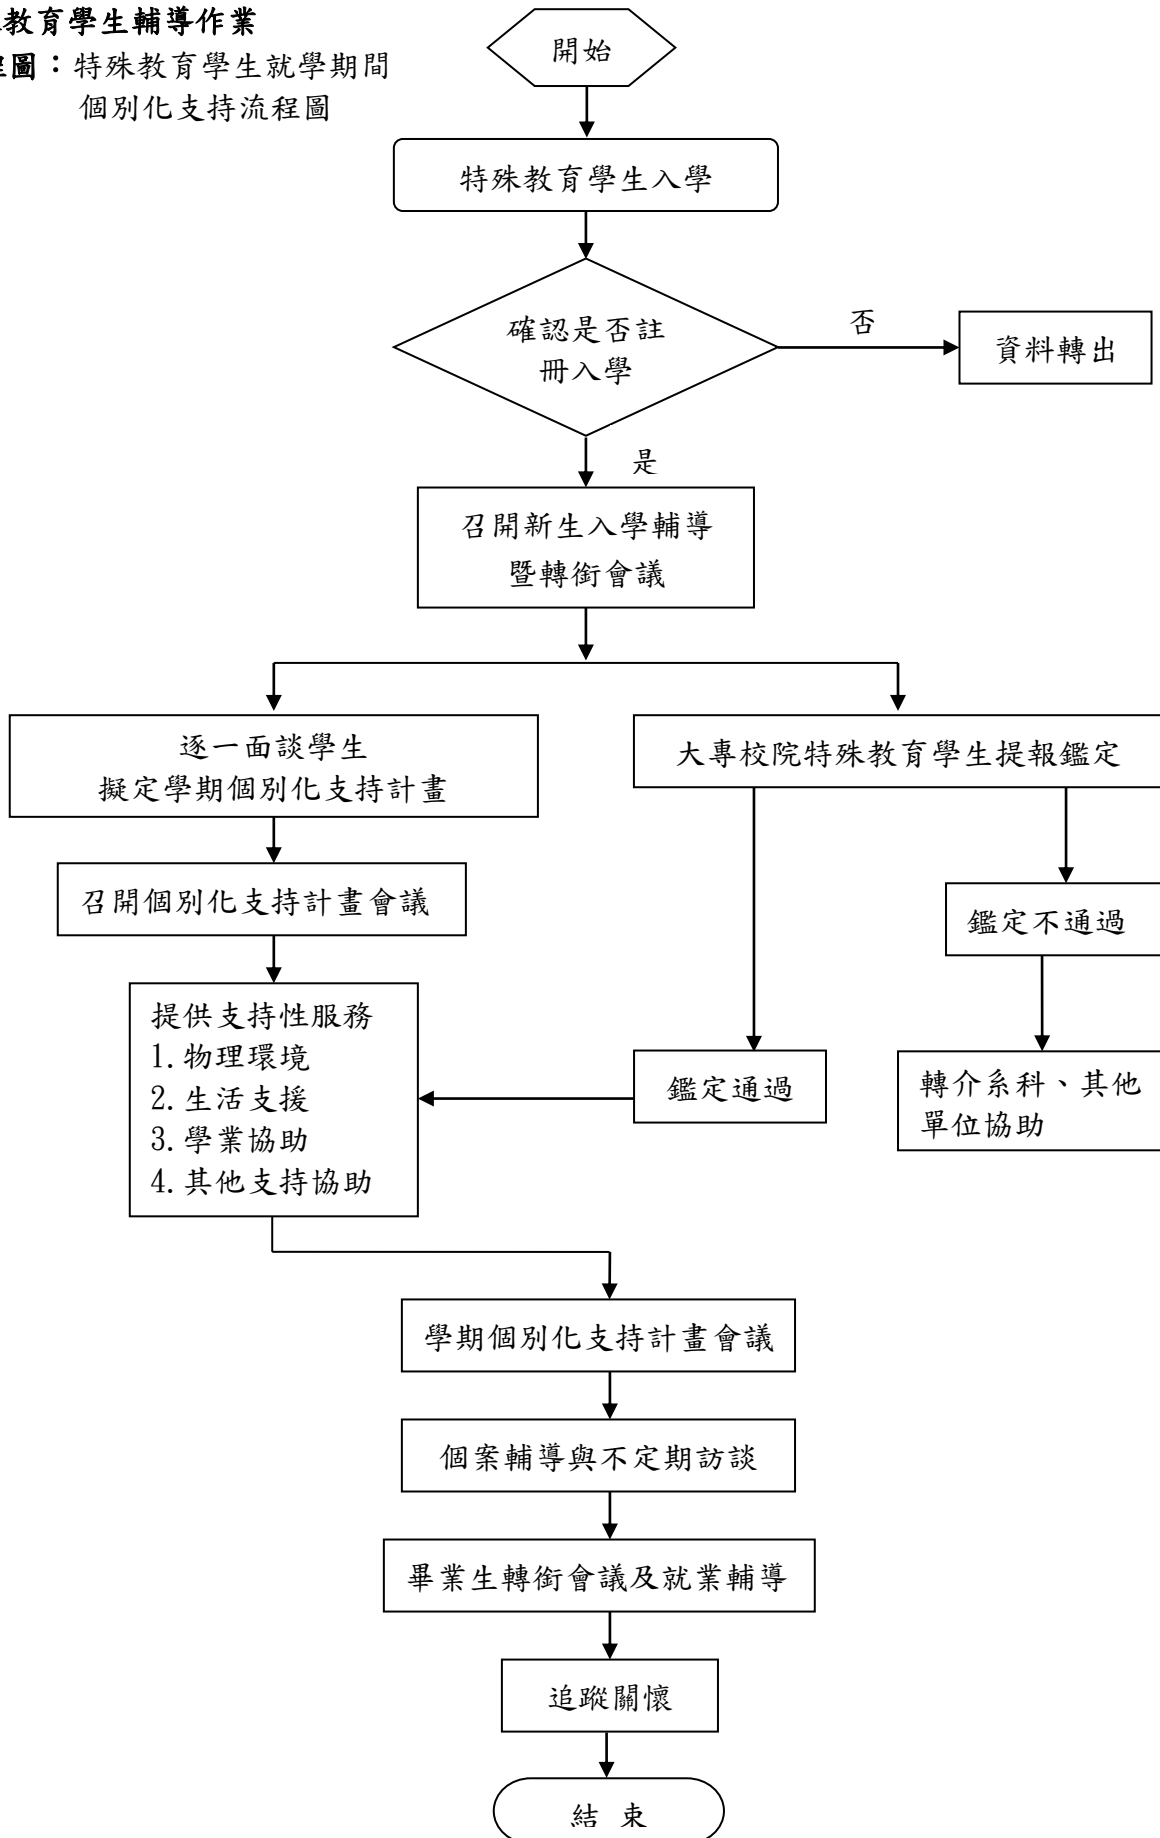 教育學生輔導作業
圖：特殊教育學生就學期間
個別化支持流程圖
開始
特殊教育學生入學
確認是否註
冊入學
否
資料轉出
是
召開新生入學輔導
暨轉銜會議
逐一面談學生
擬定學期個別化支持計畫
大專校院特殊教育學生提報鑑定
召開個別化支持計畫會議
鑑定不通過
提供支持性服務
1.物理環境
2.生活支援
3.學業協助
4.其他支持協助
鑑定通過
轉介系科、其他
單位協助
學期個別化支持計畫會議
個案輔導與不定期訪談
畢業生轉銜會議及就業輔導
追蹤關懷
結 束